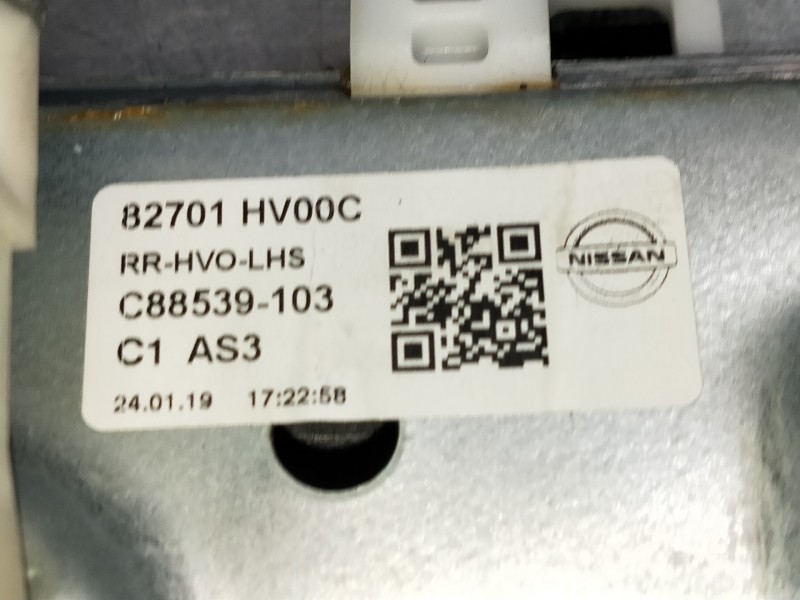 82701 HV00C
RR-HVO-LHS
C88539-103
C1 AS3
24.01.19 17:22:58
NISSAN